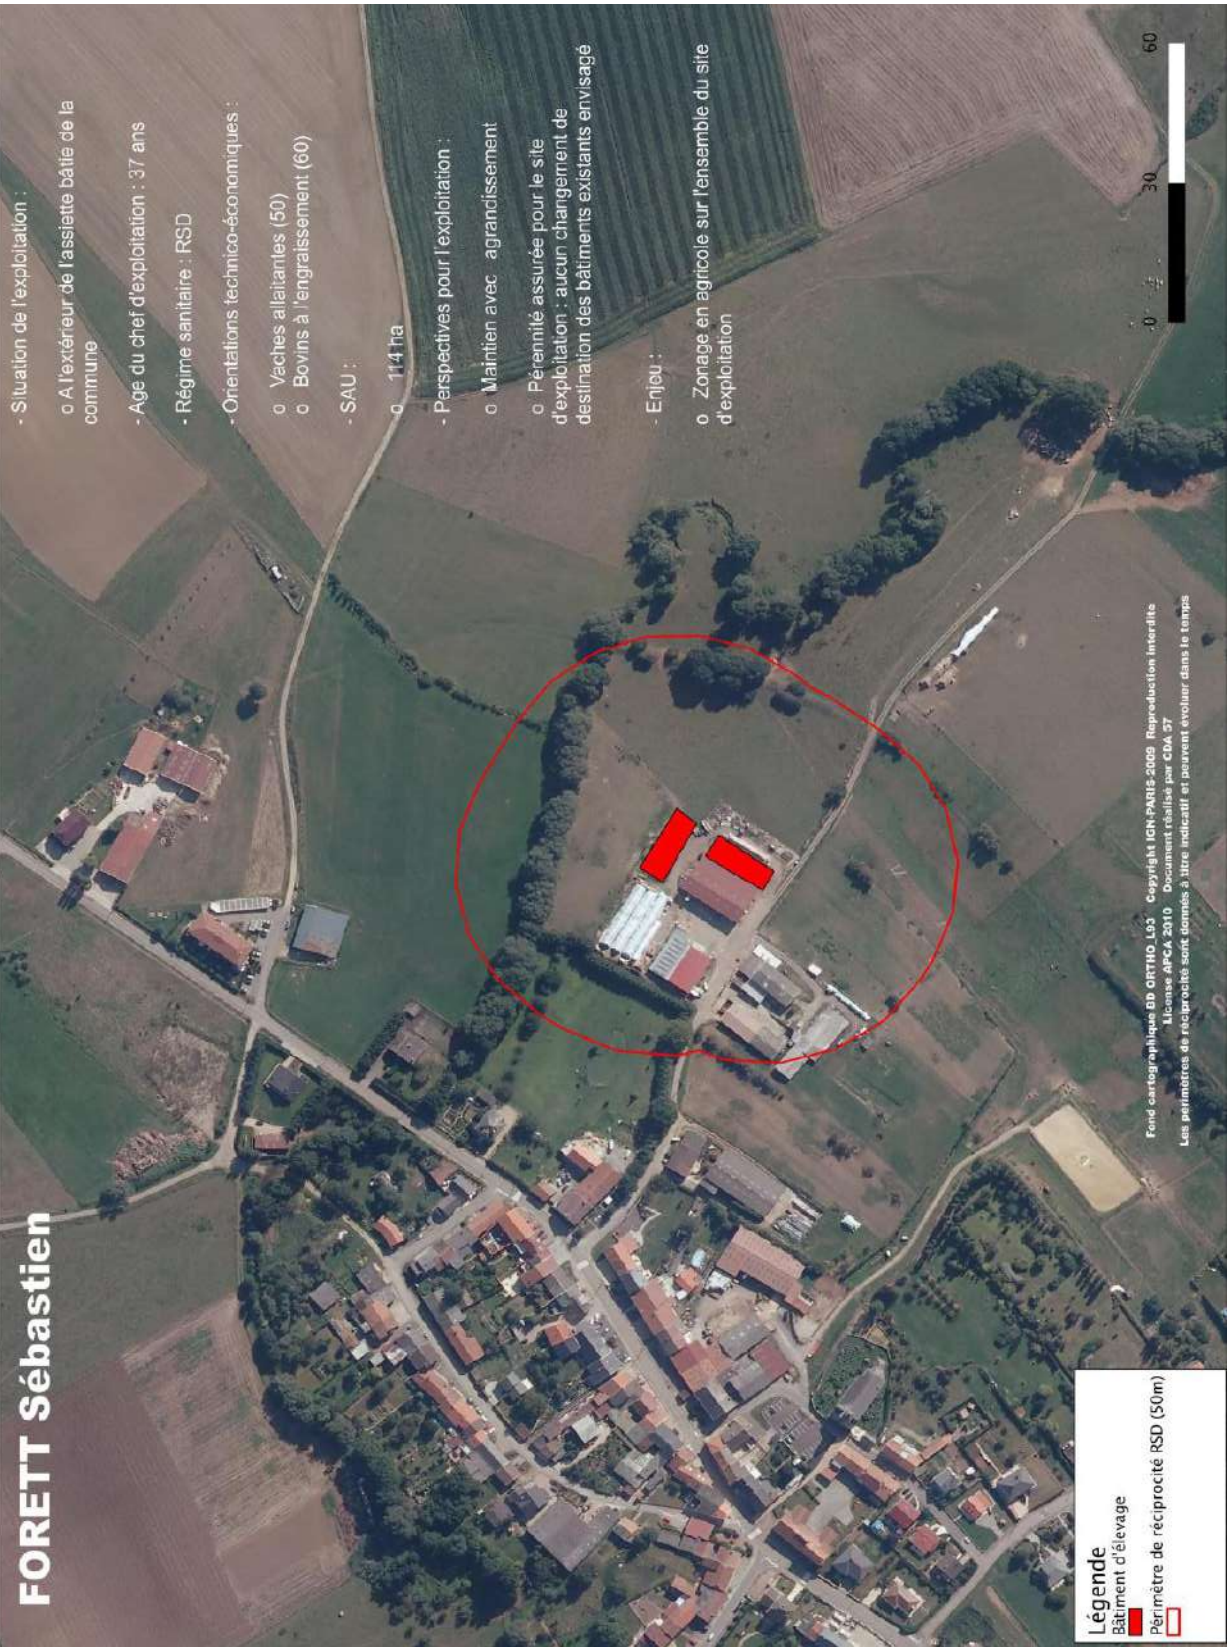 FORETT Sébastien
- Situation de l'exploitation :
o A l'extérieur de l'assiette bâtie de la
commune
- Age du chef d'exploitation : 37 ans
- Régime sanitaire : RSD
- Orientations technico-économiques :
o Vaches allaitantes (50)
o Bovins à l'engraissement (60)
- SAU :
o 114 ha
- Perspectives pour l'exploitation :
o Maintien avec agrancissement
o Pérennité assurée pour le site
d'exploitation : aucun changement de
destination des bâtiments existants envisagé
- Enjeu :
o Zonage en agricole sur l'ensemble du site
d'exploitation
0 30 60
Légende
Bâtiment d'élevage
Périmètre de réciprocité RSD (50m)
Fond cartographique BD ORTHO_L93 Copyright IGN-PARIS-2009 Reproduction Interdite
License APCA 2010 Document réalisé par CDA 57
Les périmètres de réciprocité sont donnés à titre indicatif et peuvent évoluer dans le temps